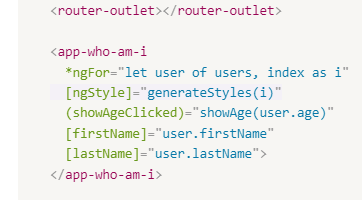 <router-outlet></router-outlet>
<app-who-am-i
*ngFor="let user of users, index as i"
[ngStyle]="generateStyles(i)"
(showAgeClicked)="showAge(user.age)"
[firstName]="user.firstName"
[lastName]="user.lastName">
</app-who-am-i>